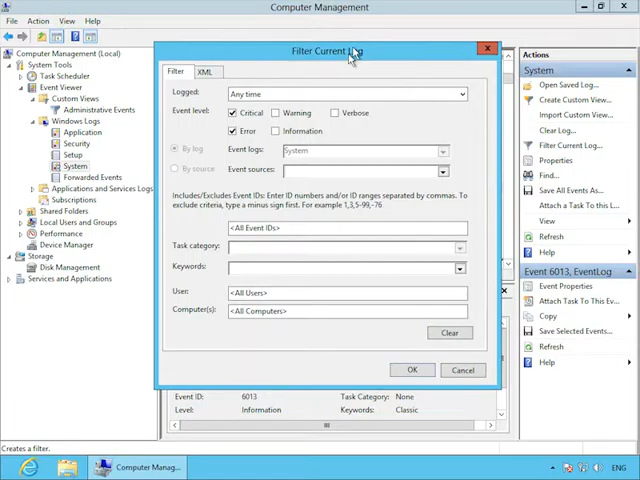 Computer Management
File Action View Help
Computer Management (Local)
System Tools
Task Scheduler
Event Viewer
Custom Views
Administrative Events
Windows Logs
Application
Security
Setup
System
Forwarded Events
Applications and Services Logs
Subscriptions
Shared Folders
Local Users and Groups
Performance
Device Manager
Storage
Disk Management
Services and Applications
Filter Current Log
Filter XML
Logged: Any time
Event level: Critical Warning Verbose
Error Information
By log Event logs: System
By source Event sources:
Includes/Excludes Event IDs: Enter ID numbers and/or ID ranges separated by commas. To
exclude criteria, type a minus sign first. For example 1,3,5-99,-76
<All Event IDs>
Task category:
Keywords:
User: <All Users>
Computer(s): <All Computers>
Clear
OK Cancel
Event ID: 6013 Task Category: None
Level: Information Keywords: Classic
Actions
System
Open Saved Log...
Create Custom View...
Import Custom View...
Clear Log...
Filter Current Log...
Properties
Find...
Save All Events As...
Attach a Task To this L...
View
Refresh
Help
Event 6013, EventLog
Event Properties
Attach Task To This Ev...
Copy
Save Selected Events...
Refresh
Help
Creates a filter.
Computer Manag... ENG